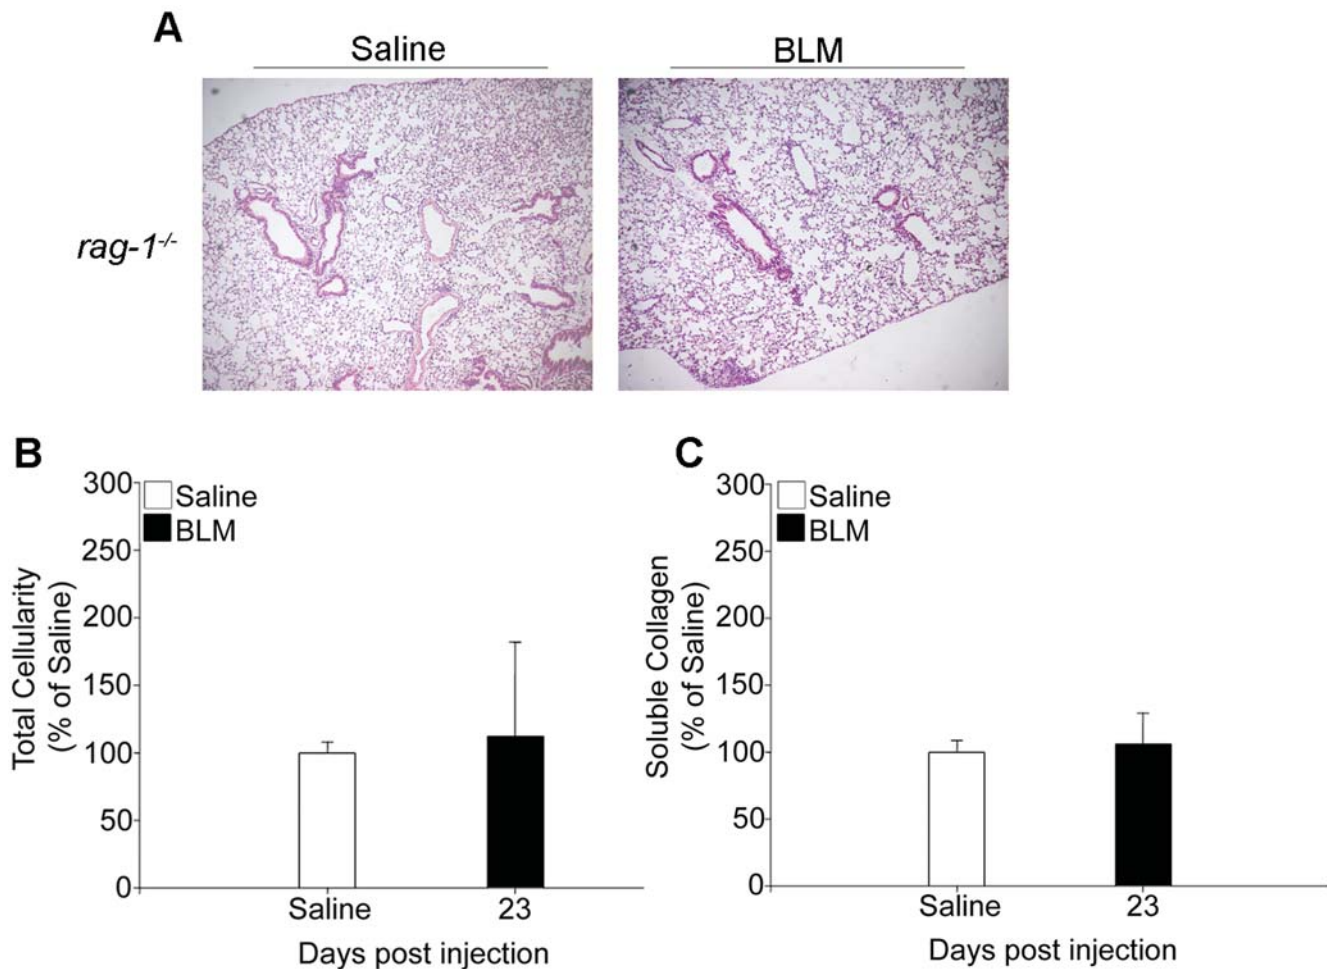 A
Saline
BLM
rag-1-/-
B
300
250
200
150
100
50
0
Total Cellularity
(% of Saline)
Saline
BLM
Saline
23
Days post injection
C
300
250
200
150
100
50
0
Soluble Collagen
(% of Saline)
Saline
BLM
Saline
23
Days post injection